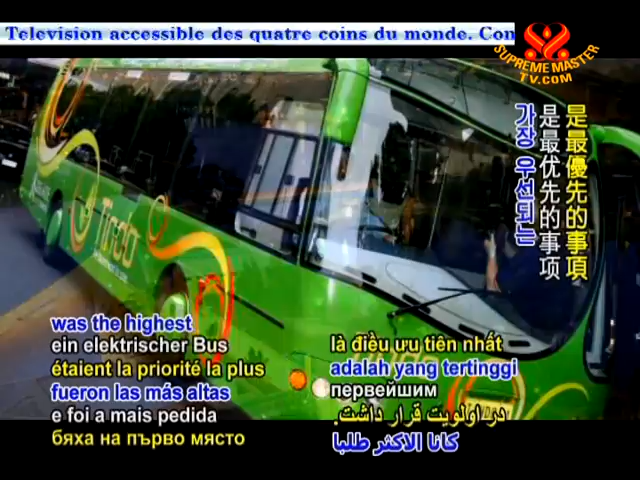 Television accessible des quatre coins du monde. Con
SUPREME MASTER
TV.COM
是最優先的事項
是最优先的事项
가장 우선되는
Tindo
was the highest
ein elektrischer Bus
étaient la priorité la plus
fueron las más altas
e foi a mais pedida
бяха на първо място
là điều ưu tiên nhất
adalah yang tertinggi
первейшим
در اولویت قرار داشت.
كانا الاكثر طلبا